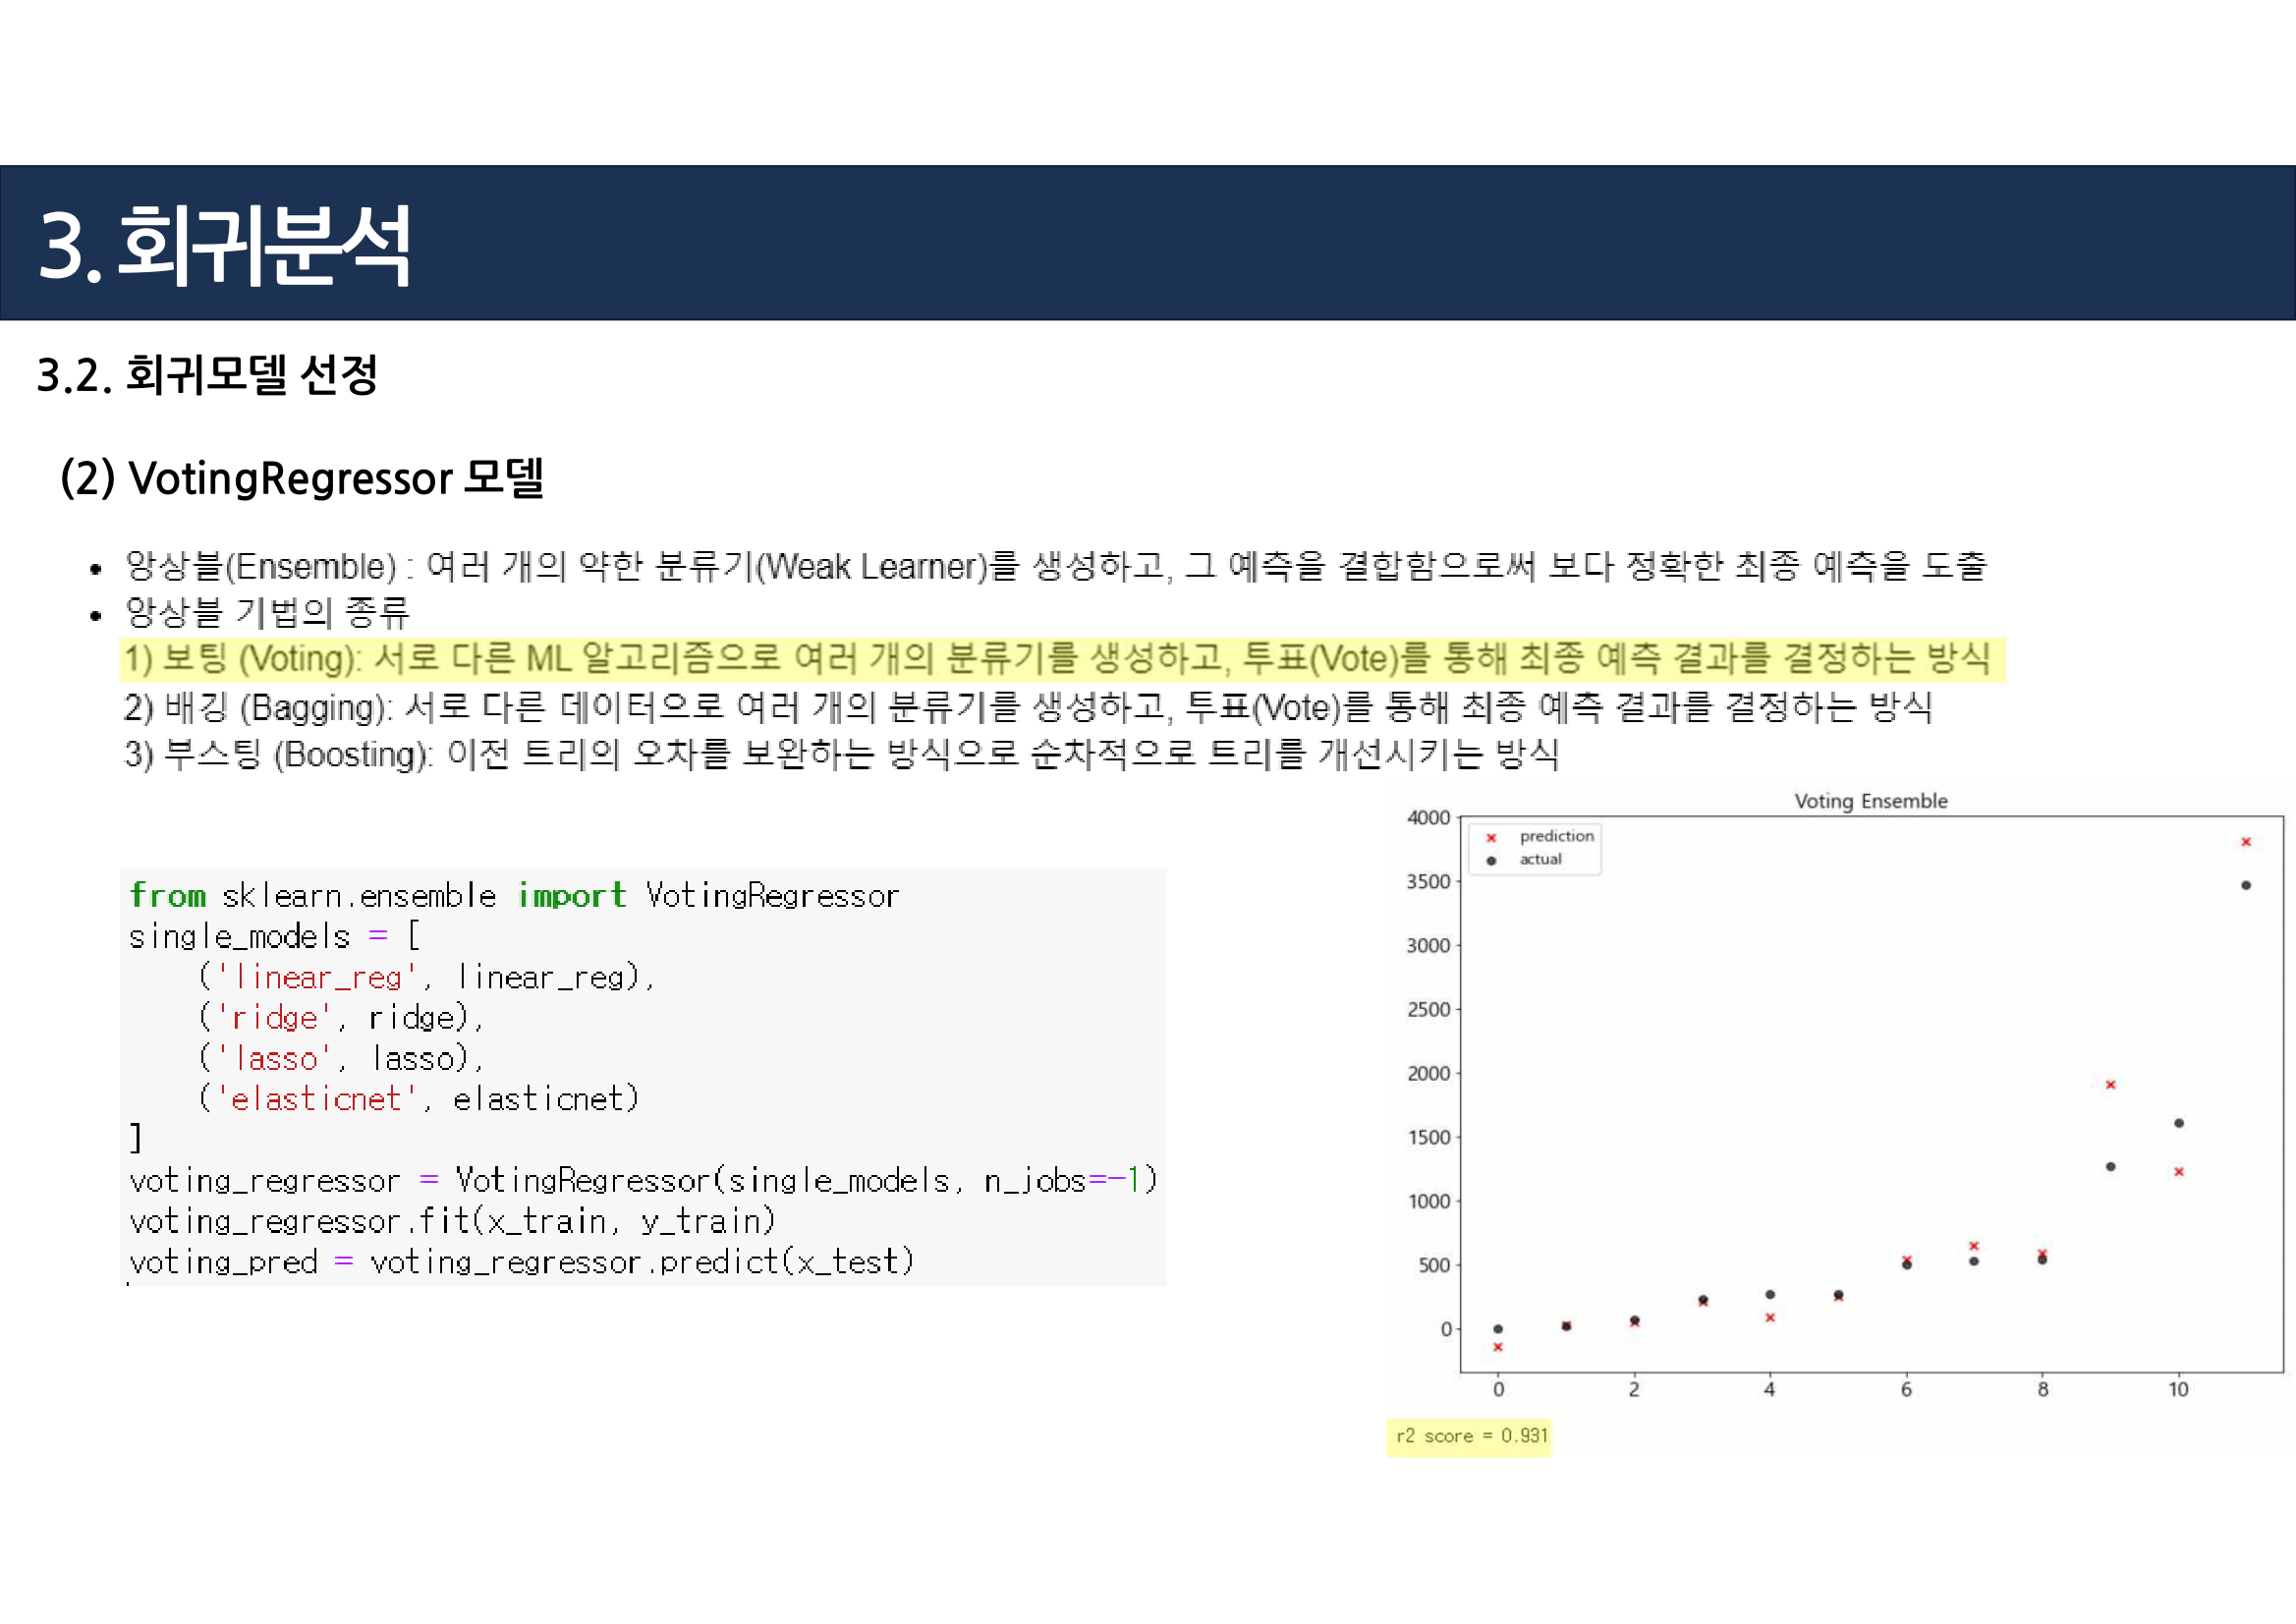 3. 회귀분석
3.2. 회귀모델 선정
(2) VotingRegressor 모델
• 앙상블(Ensemble) : 여러 개의 약한 분류기(Weak Learner)를 생성하고, 그 예측을 결합함으로써 보다 정확한 최종 예측을 도출
• 앙상블 기법의 종류
1) 보팅 (Voting): 서로 다른 ML 알고리즘으로 여러 개의 분류기를 생성하고, 투표(Vote)를 통해 최종 예측 결과를 결정하는 방식
2) 배깅 (Bagging): 서로 다른 데이터으로 여러 개의 분류기를 생성하고, 투표(Vote)를 통해 최종 예측 결과를 결정하는 방식
3) 부스팅 (Boosting): 이전 트리의 오차를 보완하는 방식으로 순차적으로 트리를 개선시키는 방식
from sklearn.ensemble import VotingRegressor
single_models = [
    ('linear_reg', linear_reg),
    ('ridge', ridge),
    ('lasso', lasso),
    ('elasticnet', elasticnet)
]
voting_regressor = VotingRegressor(single_models, n_jobs=-1)
voting_regressor.fit(x_train, y_train)
voting_pred = voting_regressor.predict(x_test)
Voting Ensemble
prediction
actual
4000
3500
3000
2500
2000
1500
1000
500
0
0 2 4 6 8 10
r2 score = 0.931